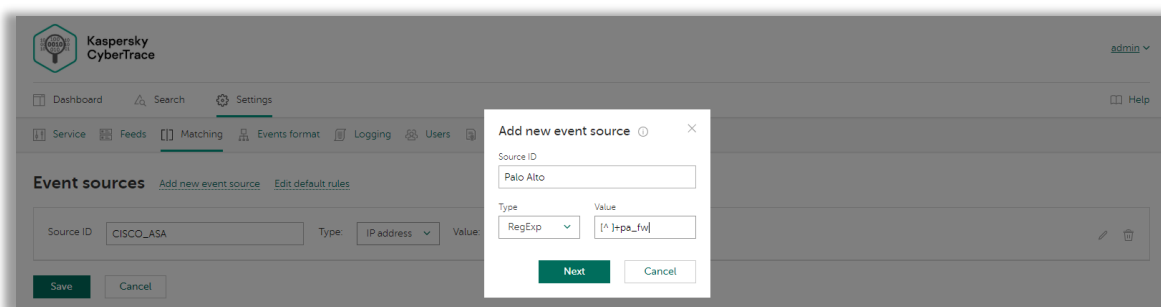 Kaspersky
CyberTrace
admin
Dashboard Search Settings Help
Service Feeds Matching Events format Logging Users
Event sources Add new event source Edit default rules
Source ID CISCO_ASA Type: IP address Value:
Save Cancel
Add new event source
Source ID
Palo Alto
Type Value
RegExp [^ ]+pa_fw
Next Cancel